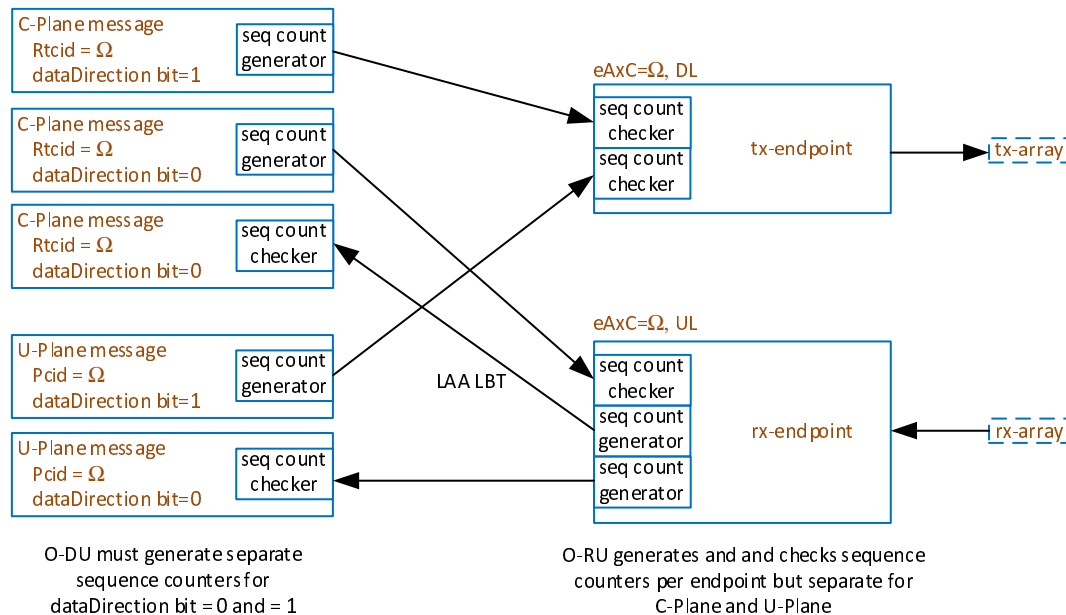 C-Plane message
Rtcid = Ω
dataDirection bit=1
seq count
generator
C-Plane message
Rtcid = Ω
dataDirection bit=0
seq count
generator
C-Plane message
Rtcid = Ω
dataDirection bit=0
seq count
checker
U-Plane message
Pcid = Ω
dataDirection bit=1
seq count
generator
U-Plane message
Pcid = Ω
dataDirection bit=0
seq count
checker
LAA LBT
eAxC=Ω, DL
seq count
checker
seq count
checker
tx-endpoint
tx-array
eAxC=Ω, UL
seq count
checker
seq count
generator
seq count
generator
rx-endpoint
rx-array
O-DU must generate separate
sequence counters for
dataDirection bit = 0 and = 1
O-RU generates and and checks sequence
counters per endpoint but separate for
C-Plane and U-Plane